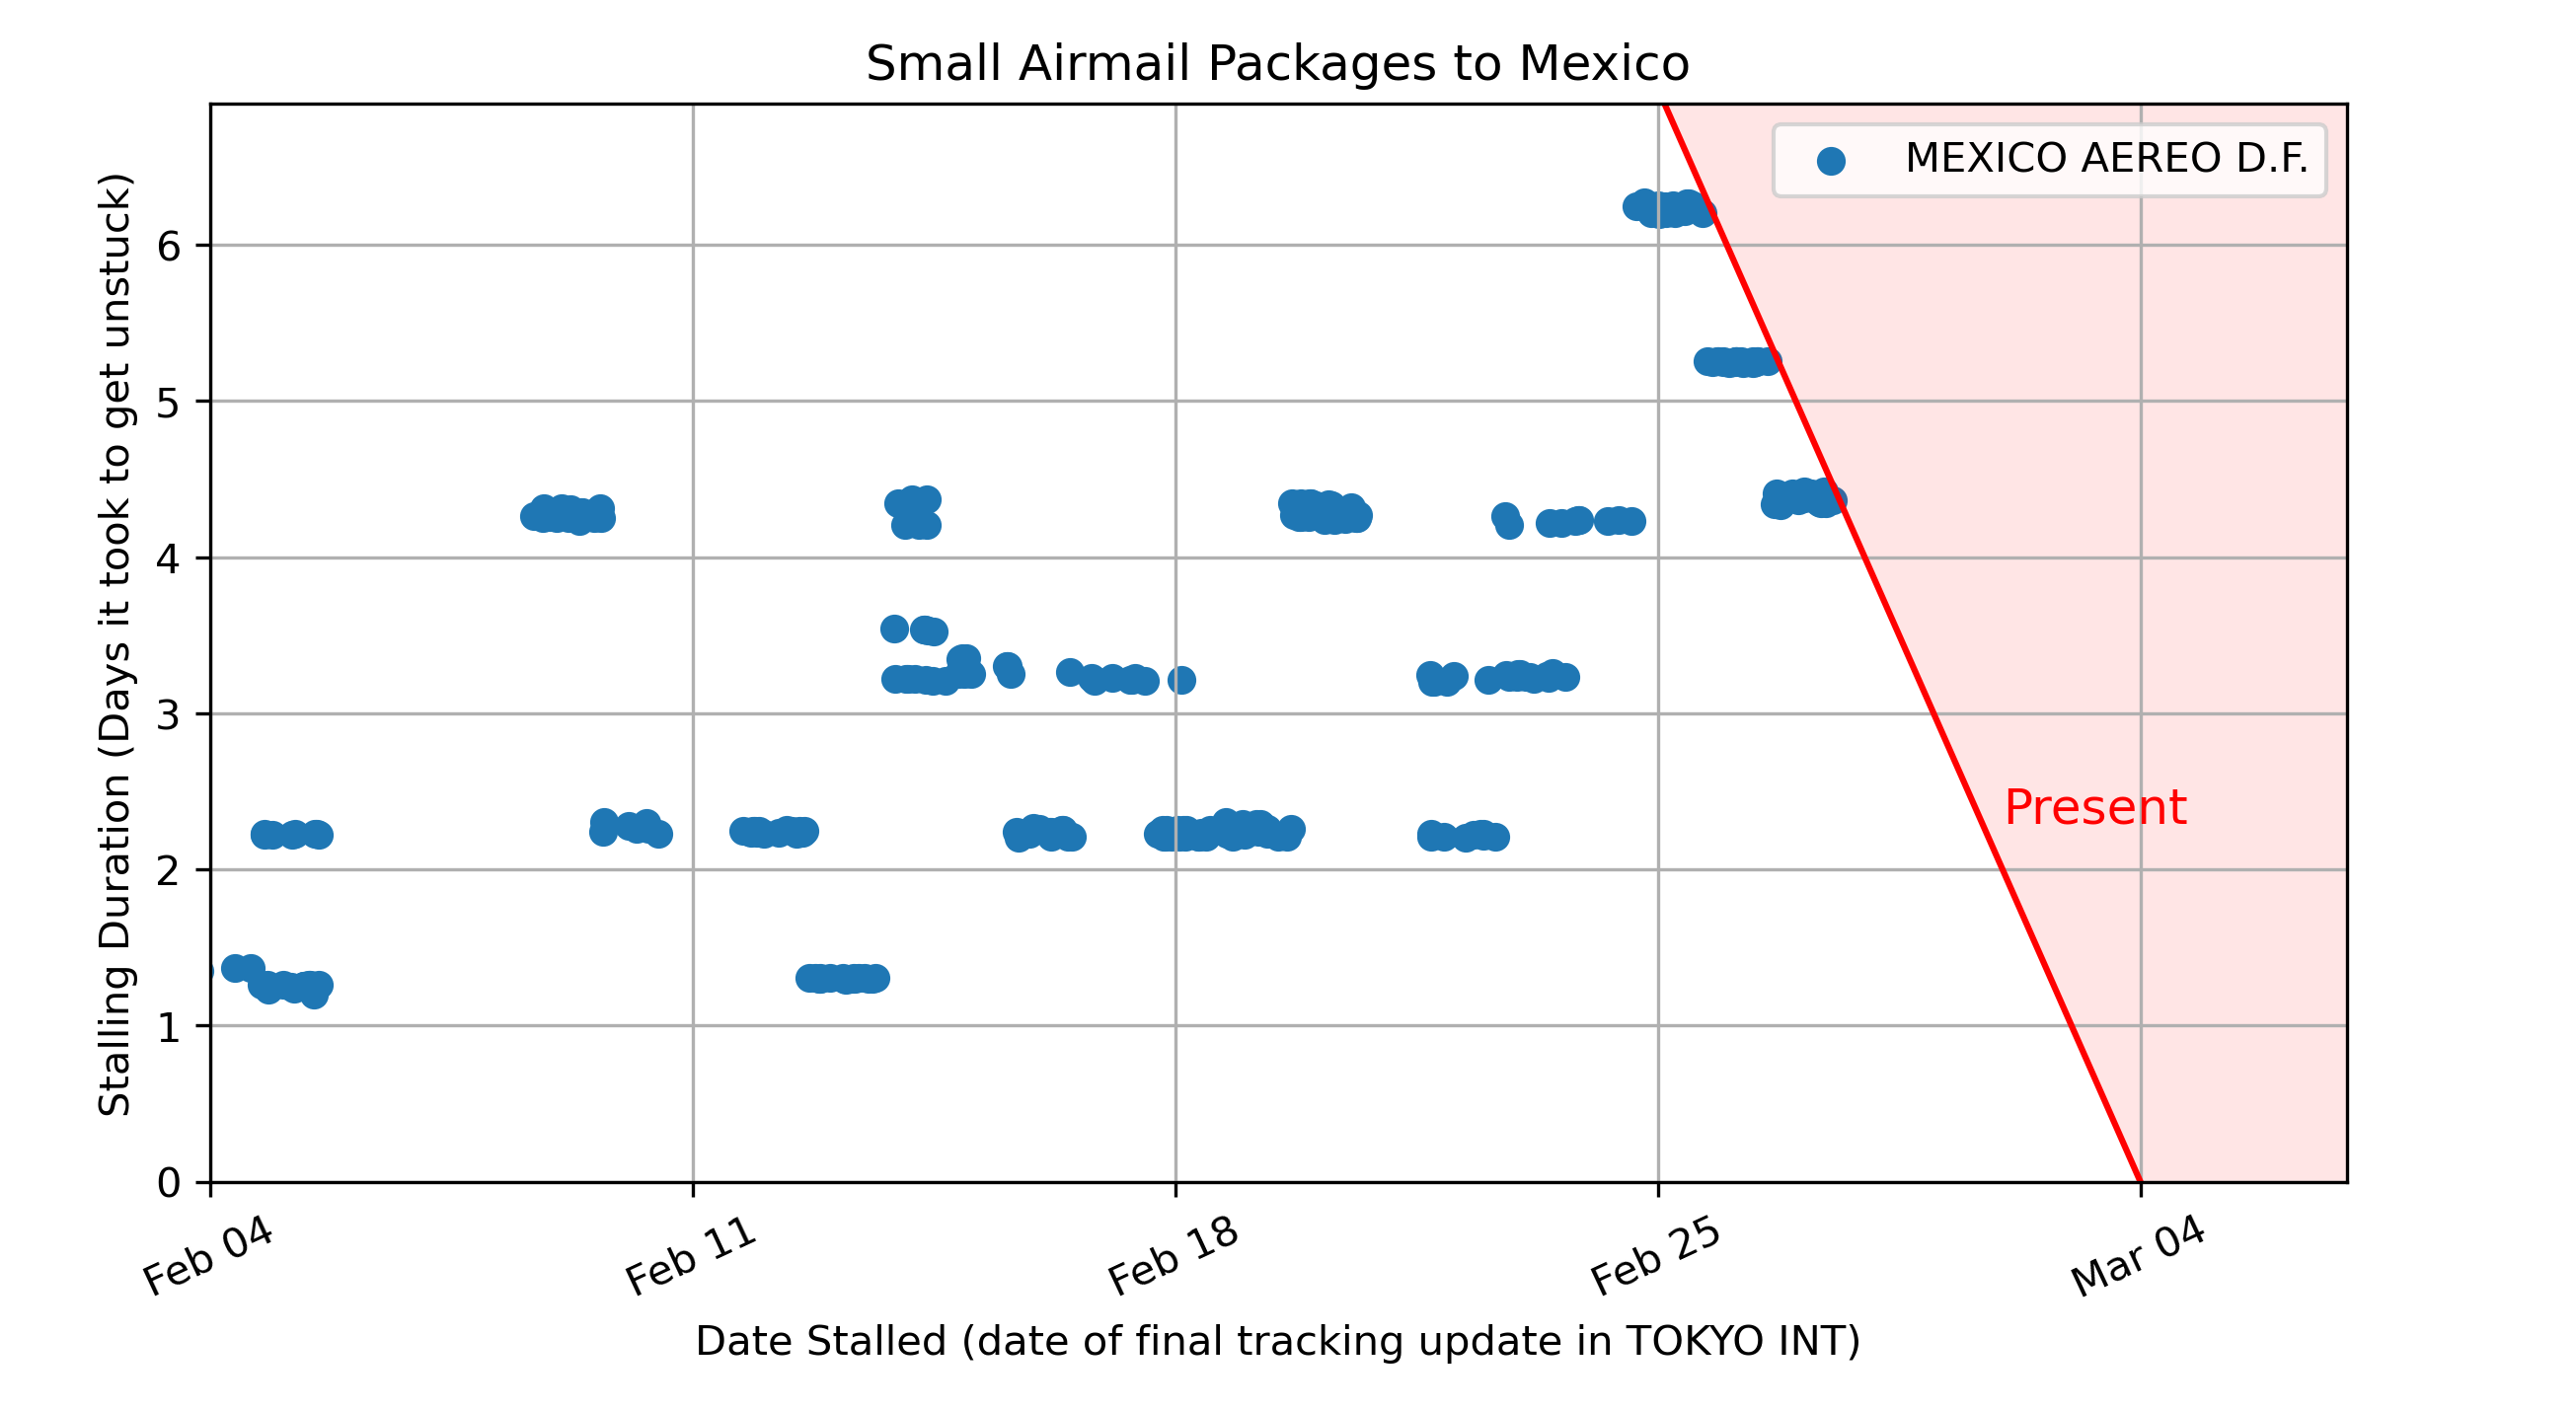 Small Airmail Packages to Mexico
MEXICO AEREO D.F.
Stalling Duration (Days it took to get unstuck)
6
5
4
3
2
1
0
Present
Feb 04
Feb 11
Feb 18
Feb 25
Mar 04
Date Stalled (date of final tracking update in TOKYO INT)